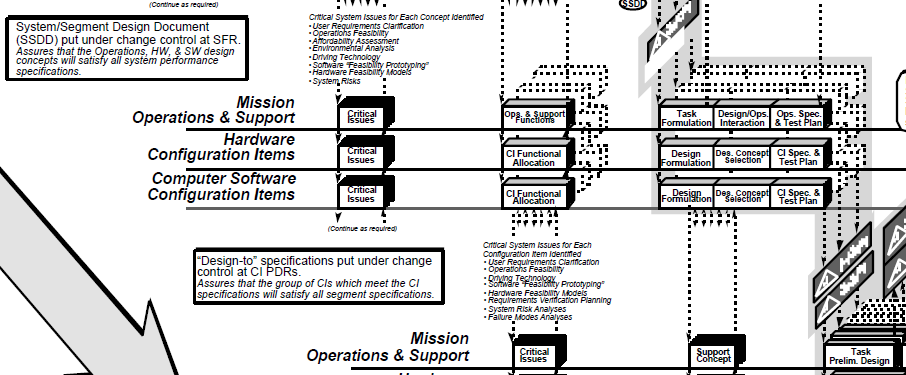 (Continue as required)
SSDD
System/Segment Design Document
(SSDD) put under change control at SFR.
Assures that the Operations, HW, & SW design
concepts will satisfy all system performance
specifications.
Critical System Issues for Each Concept Identified
• User Requirements Clarification
• Operations Feasibility
• Affordability Assessment
• Environmental Analysis
• Driving Technology
• Software "Feasibility Prototyping"
• Hardware Feasibility Models
• System Risks
Mission
Operations & Support
Critical
Issues
Ops. & Support
Functions
Task
Formulation
Design/Ops.
Interaction
Ops. Spec.
& Test Plan
Hardware
Configuration Items
Critical
Issues
CI Functional
Allocation
Design
Formulation
Des. Concept
Selection
CI Spec. &
Test Plan
Computer Software
Configuration Items
Critical
Issues
CI Functional
Allocation
Design
Formulation
Des. Concept
Selection
CI Spec. &
Test Plan
(Continue as required)
"Design-to" specifications put under change
control at CI PDRs.
Assures that the group of CIs which meet the CI
specifications will satisfy all segment specifications.
Critical System Issues for Each
Configuration Item Identified
• User Requirements Clarification
• Operations Feasibility
• Driving Technology
• Software "Feasibility Prototyping"
• Hardware Feasibility Models
• Requirements Verification Planning
• System Risk Analyses
• Failure Modes Analyses
Mission
Operations & Support
Critical
Issues
Support
Concept
Task
Prelim. Design